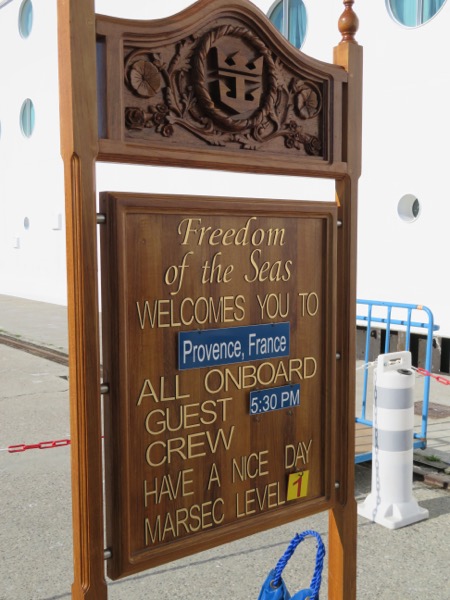 Freedom
of the Seas
WELCOMES YOU TO
Provence, France
ALL ONBOARD
GUEST 5:30 PM
CREW
HAVE A NICE DAY
MARSEC LEVEL 1